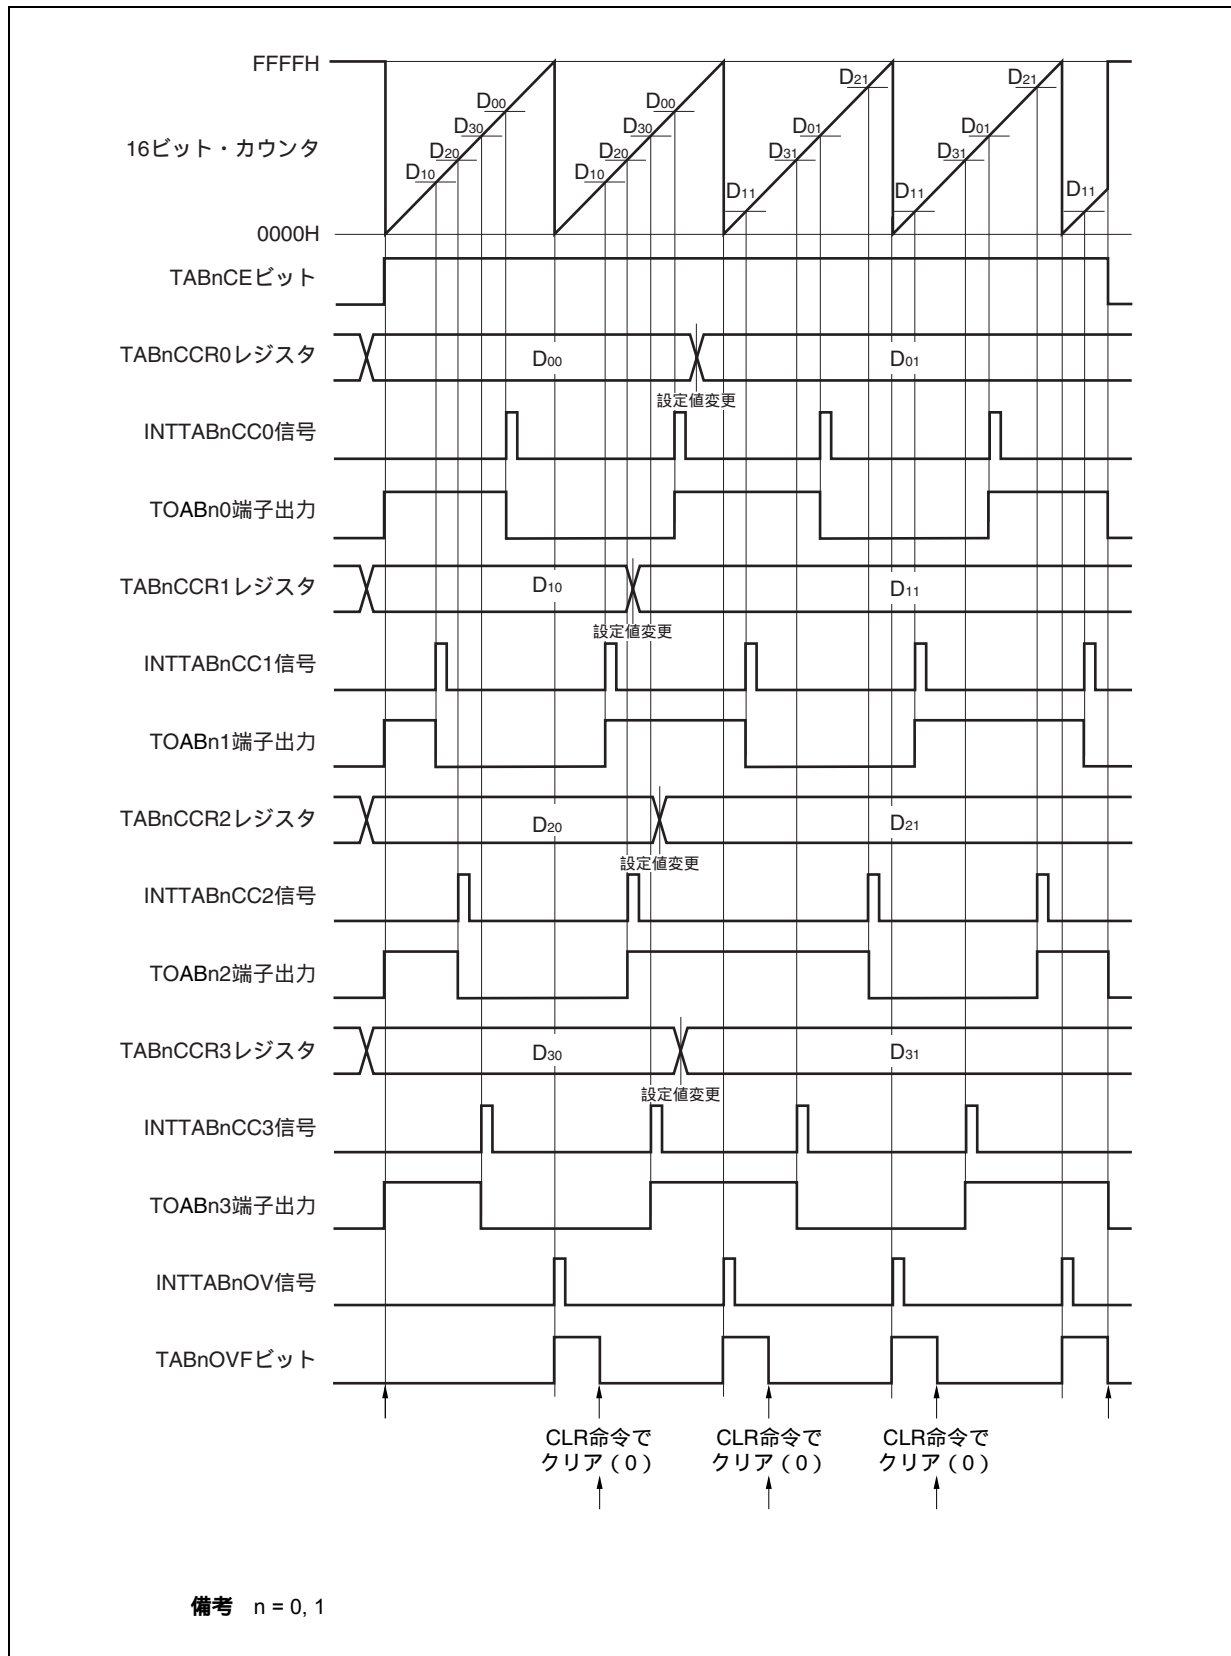 FFFFH
D00 D00 D21 D21
D30 D30 D01 D01
16ビット・カウンタ
D20 D20 D31 D31
D10 D10
D11 D11 D11
0000H
TABnCEビット
TABnCCR0レジスタ D00 D01
設定値変更
INTTABnCC0信号
TOABn0端子出力
TABnCCR1レジスタ D10 D11
設定値変更
INTTABnCC1信号
TOABn1端子出力
TABnCCR2レジスタ D20 D21
設定値変更
INTTABnCC2信号
TOABn2端子出力
TABnCCR3レジスタ D30 D31
設定値変更
INTTABnCC3信号
TOABn3端子出力
INTTABnOV信号
TABnOVFビット
CLR命令で CLR命令で CLR命令で
クリア(0) クリア(0) クリア(0)
備考 n = 0, 1